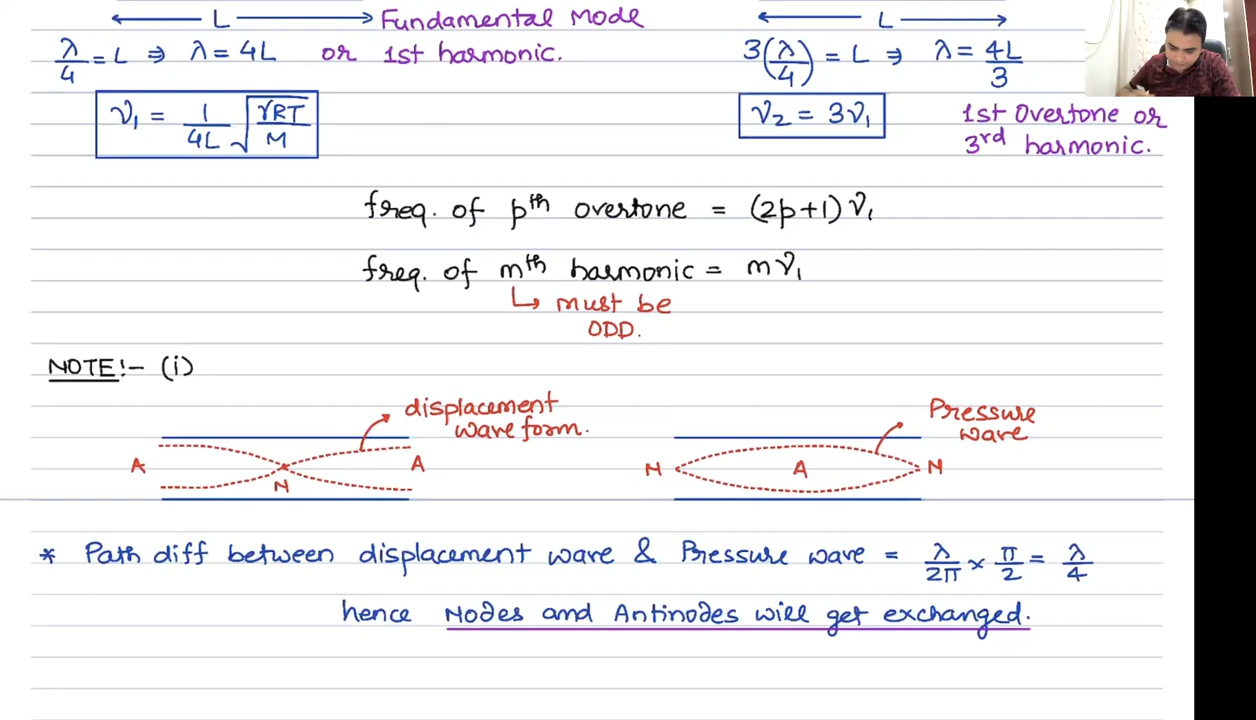 L
Fundamental Mode
λ/4 = L ⇒ λ = 4L or 1st harmonic.
ν₁ = 1/4L √(γRT/M)
L
3(λ/4) = L ⇒ λ = 4L/3
ν₂ = 3ν₁
1st Overtone or
3rd harmonic.
freq. of pth overtone = (2p+1)ν₁
freq. of mth harmonic = mν₁
↳ must be
ODD.
NOTE!- (i)
displacement
wave form.
A
N
A
Pressure
wave
N
A
N
* Path diff between displacement wave & Pressure wave = λ/2π × π/2 = λ/4
hence Nodes and Antinodes will get exchanged.